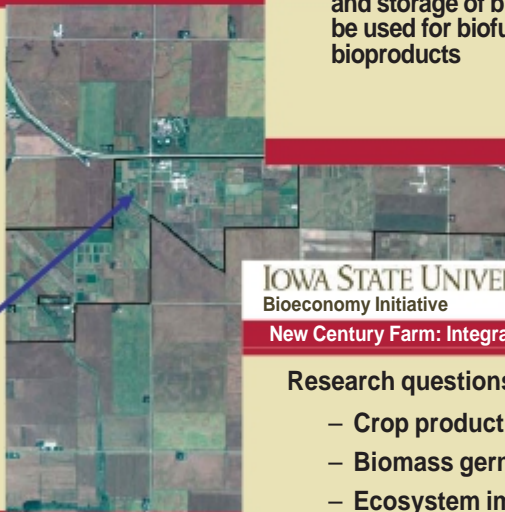 and storage of b
be used for biofu
bioproducts
IOWA STATE UNIVER
Bioeconomy Initiative
New Century Farm: Integra
Research questions
– Crop product
– Biomass gern
– Ecosystem im